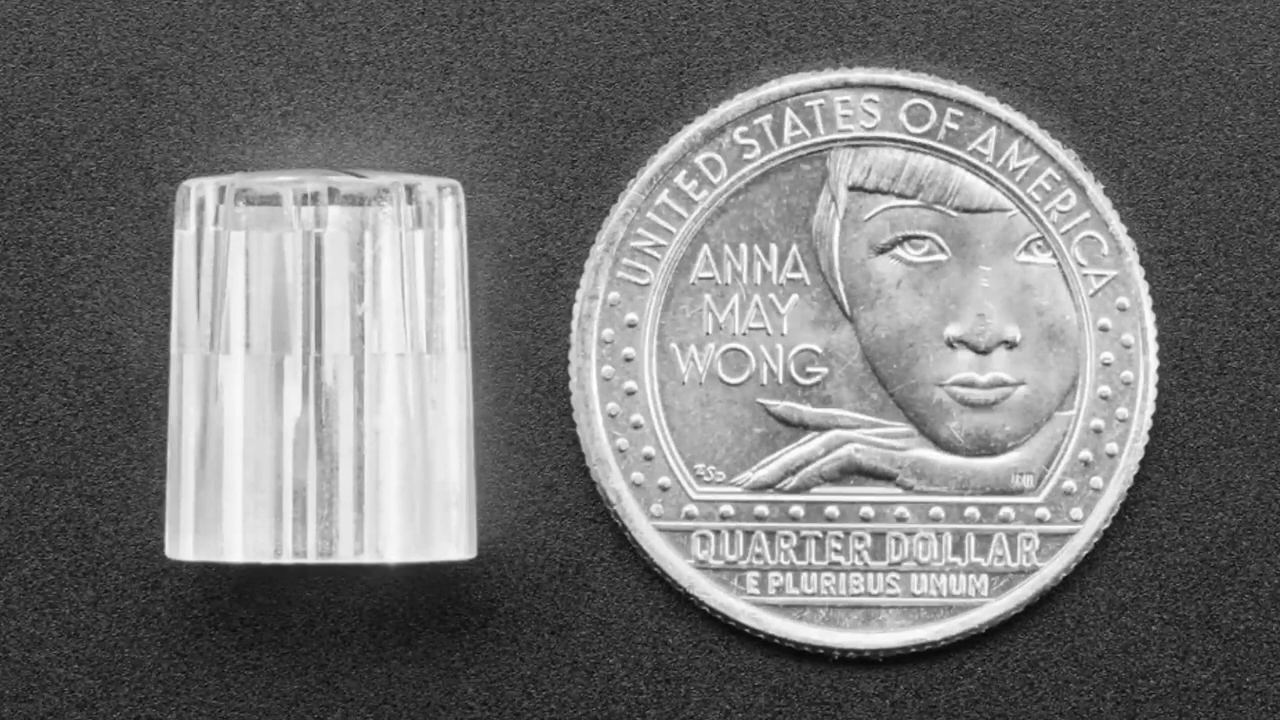 UNITED STATES OF AMERICA
ANNA
MAY
WONG
QUARTER DOLLAR
E PLURIBUS UNUM